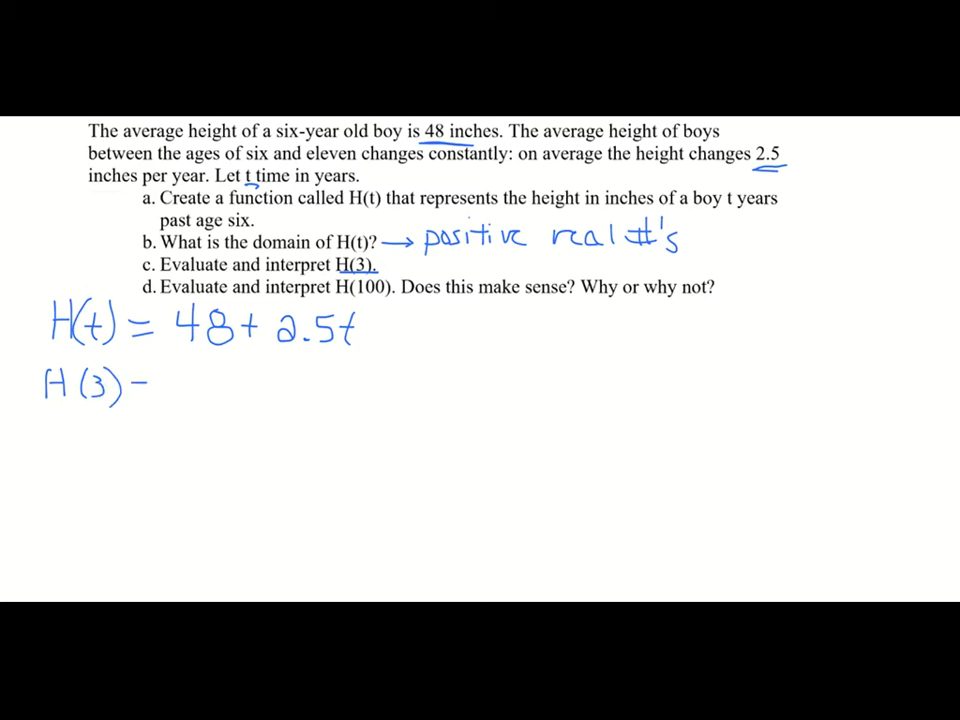 The average height of a six-year old boy is 48 inches. The average height of boys
between the ages of six and eleven changes constantly: on average the height changes 2.5
inches per year. Let t time in years.
a. Create a function called H(t) that represents the height in inches of a boy t years
past age six.
b. What is the domain of H(t)? → positive real #'s
c. Evaluate and interpret H(3).
d. Evaluate and interpret H(100). Does this make sense? Why or why not?
H(t) = 48 + 2.5t
H(3) -